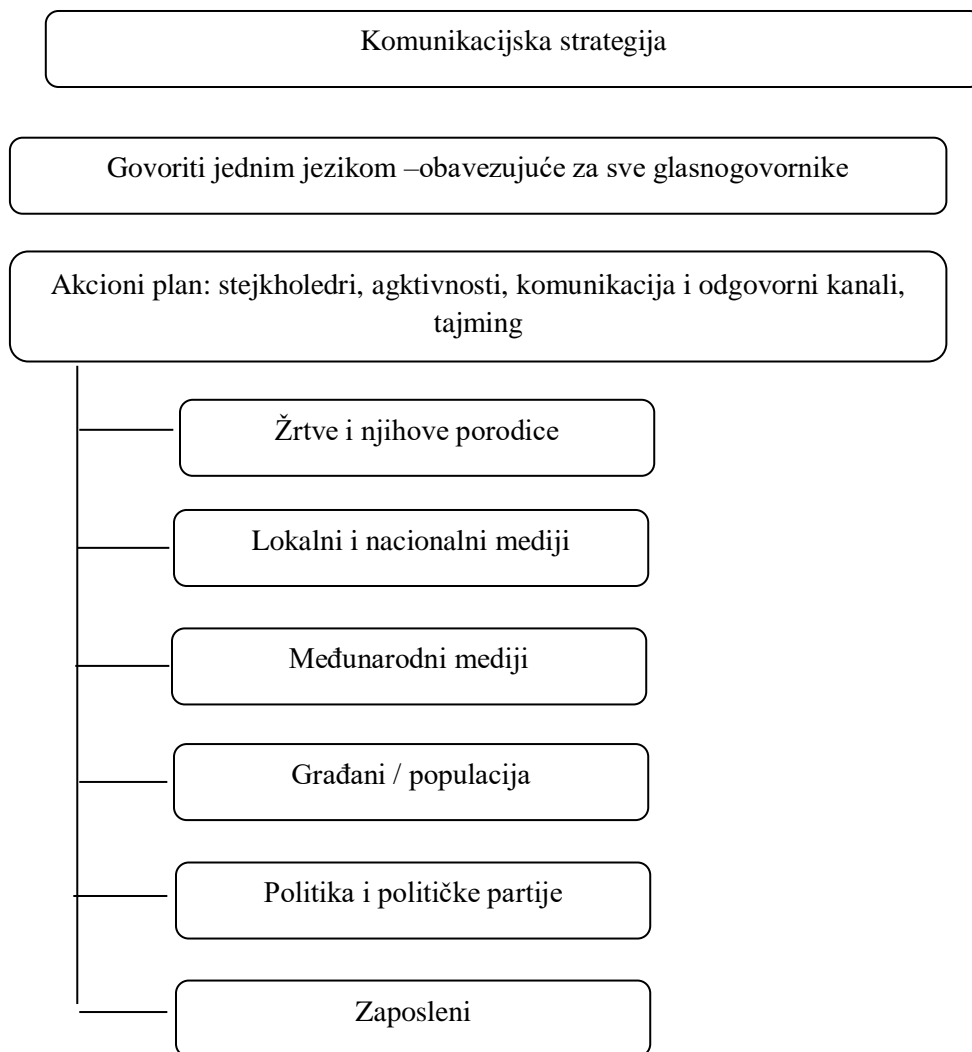 Komunikacijska strategija
Govoriti jednim jezikom –obavezujuće za sve glasnogovornike
Akcioni plan: stejkholedri, agktivnosti, komunikacija i odgovorni kanali,
tajming
Žrtve i njihove porodice
Lokalni i nacionalni mediji
Međunarodni mediji
Građani / populacija
Politika i političke partije
Zaposleni